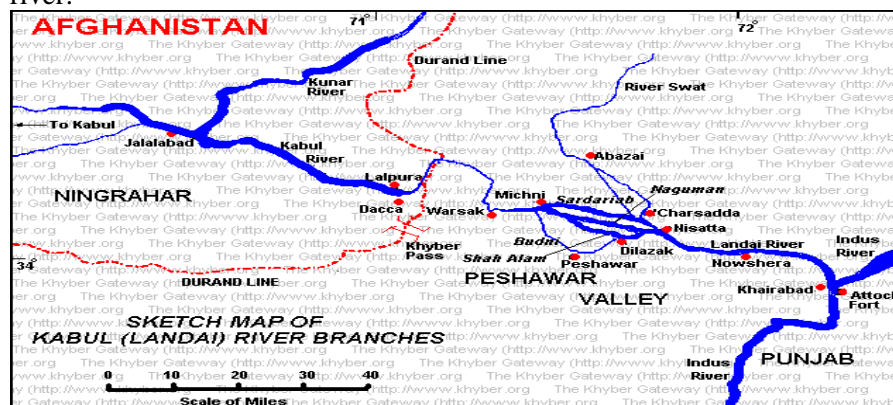 river.
71
72
AFGHANISTAN
The Khyber Gateway (http://www.khyber.org
Durand Line
Kunar
River
River Swat
To Kabul
Jalalabad
Kabul
River
Abazai
Lalpura
NINGRAHAR
Michni
Sardariab
Naguman
Dacca
Warsak
Charsadda
Nisatta
Khyber
Pass
Budni
Shah Alam
Dilazak
Landai River
Indus
River
34
Peshawar
Nowshera
PESHAWAR
VALLEY
DURAND LINE
Khairabad
Attock
Fort
SKETCH MAP OF
KABUL (LANDAI) RIVER BRANCHES
PUNJAB
Indus
River
0 10 20 30 40
Scale of Miles